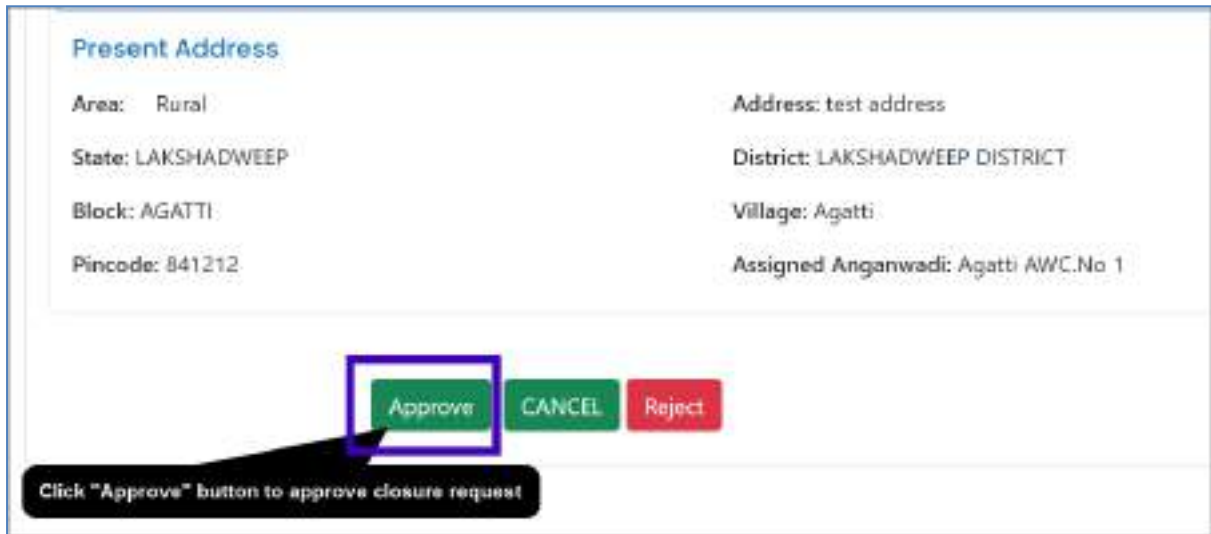 Present Address
Area: Rural
Address: test address
State: LAKSHADWEEP
District: LAKSHADWEEP DISTRICT
Block: AGATTI
Village: Agatti
Pincode: 841212
Assigned Anganwadi: Agatti AWC.No 1
Approve CANCEL Reject
Click "Approve" button to approve closure request